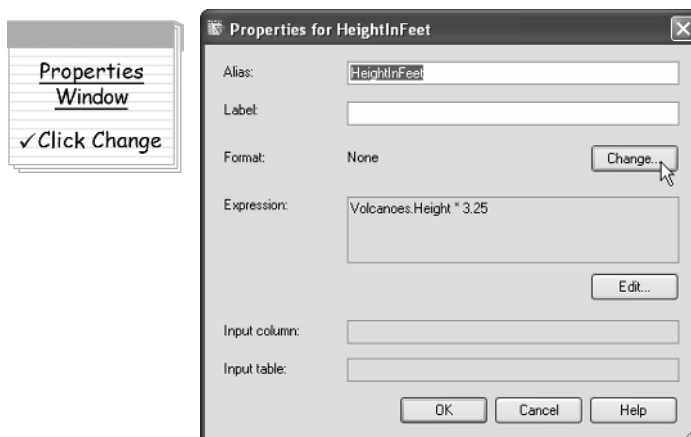 Properties
Window
✓Click Change
Properties for HeightInFeet
Alias:
HeightInFeet
Label:
Format:
None
Change...
Expression:
Volcanoes.Height * 3.25
Edit...
Input column:
Input table:
OK
Cancel
Help